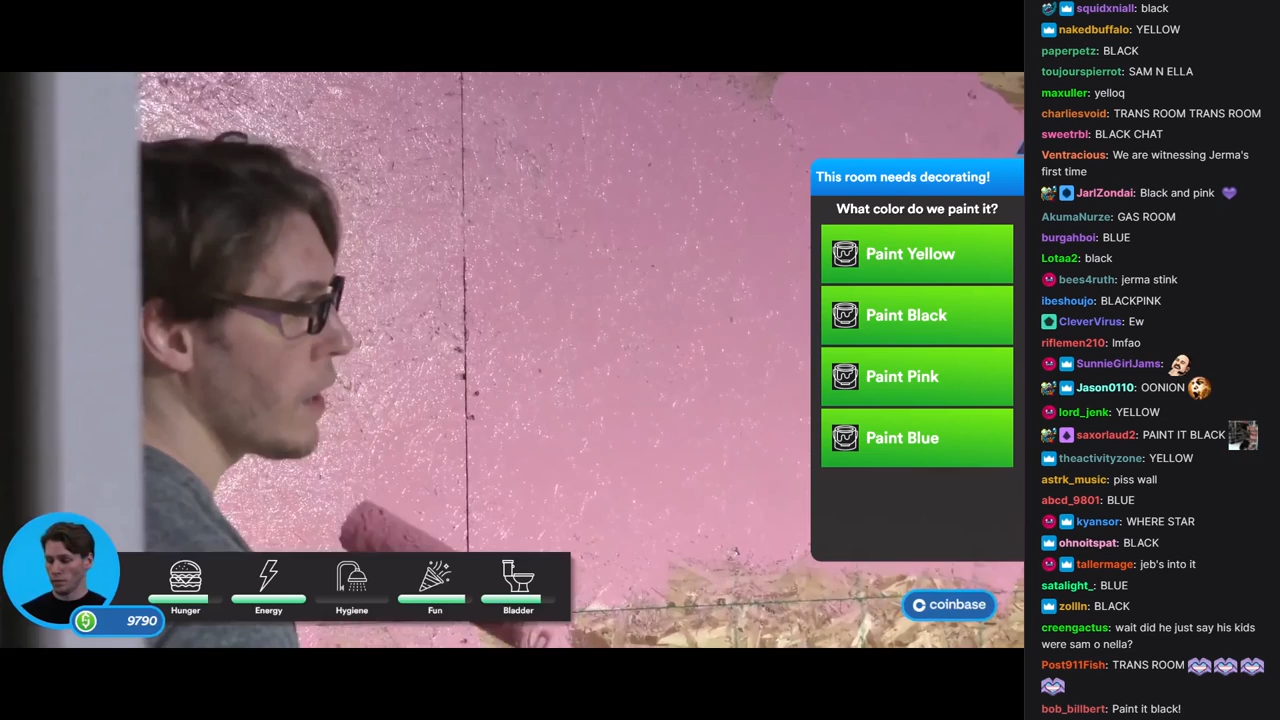 This room needs decorating!
What color do we paint it?
Paint Yellow
Paint Black
Paint Pink
Paint Blue
Hunger
Energy
Hygiene
Fun
Bladder
9790
coinbase
squidxniall: black
nakedbuffalo: YELLOW
paperpetz: BLACK
toujourspierrot: SAM N ELLA
maxuller: yelloq
charliesvoid: TRANS ROOM TRANS ROOM
sweetrbl: BLACK CHAT
Ventracious: We are witnessing Jerma's
first time
JarlZondai: Black and pink
AkumaNurze: GAS ROOM
burgahboi: BLUE
Lotaa2: black
bees4ruth: jerma stink
ibeshoujo: BLACKPINK
CleverVirus: Ew
riflemen210: lmfao
SunnieGirlJams:
Jason0110: OONION
lord_jenk: YELLOW
saxorlaud2: PAINT IT BLACK
theactivityzone: YELLOW
astrk_music: piss wall
abcd_9801: BLUE
kyansor: WHERE STAR
ohnoitspat: BLACK
tallermage: jeb's into it
satalight_: BLUE
zollln: BLACK
creengactus: wait did he just say his kids
were sam o nella?
Post911Fish: TRANS ROOM
bob_billbert: Paint it black!